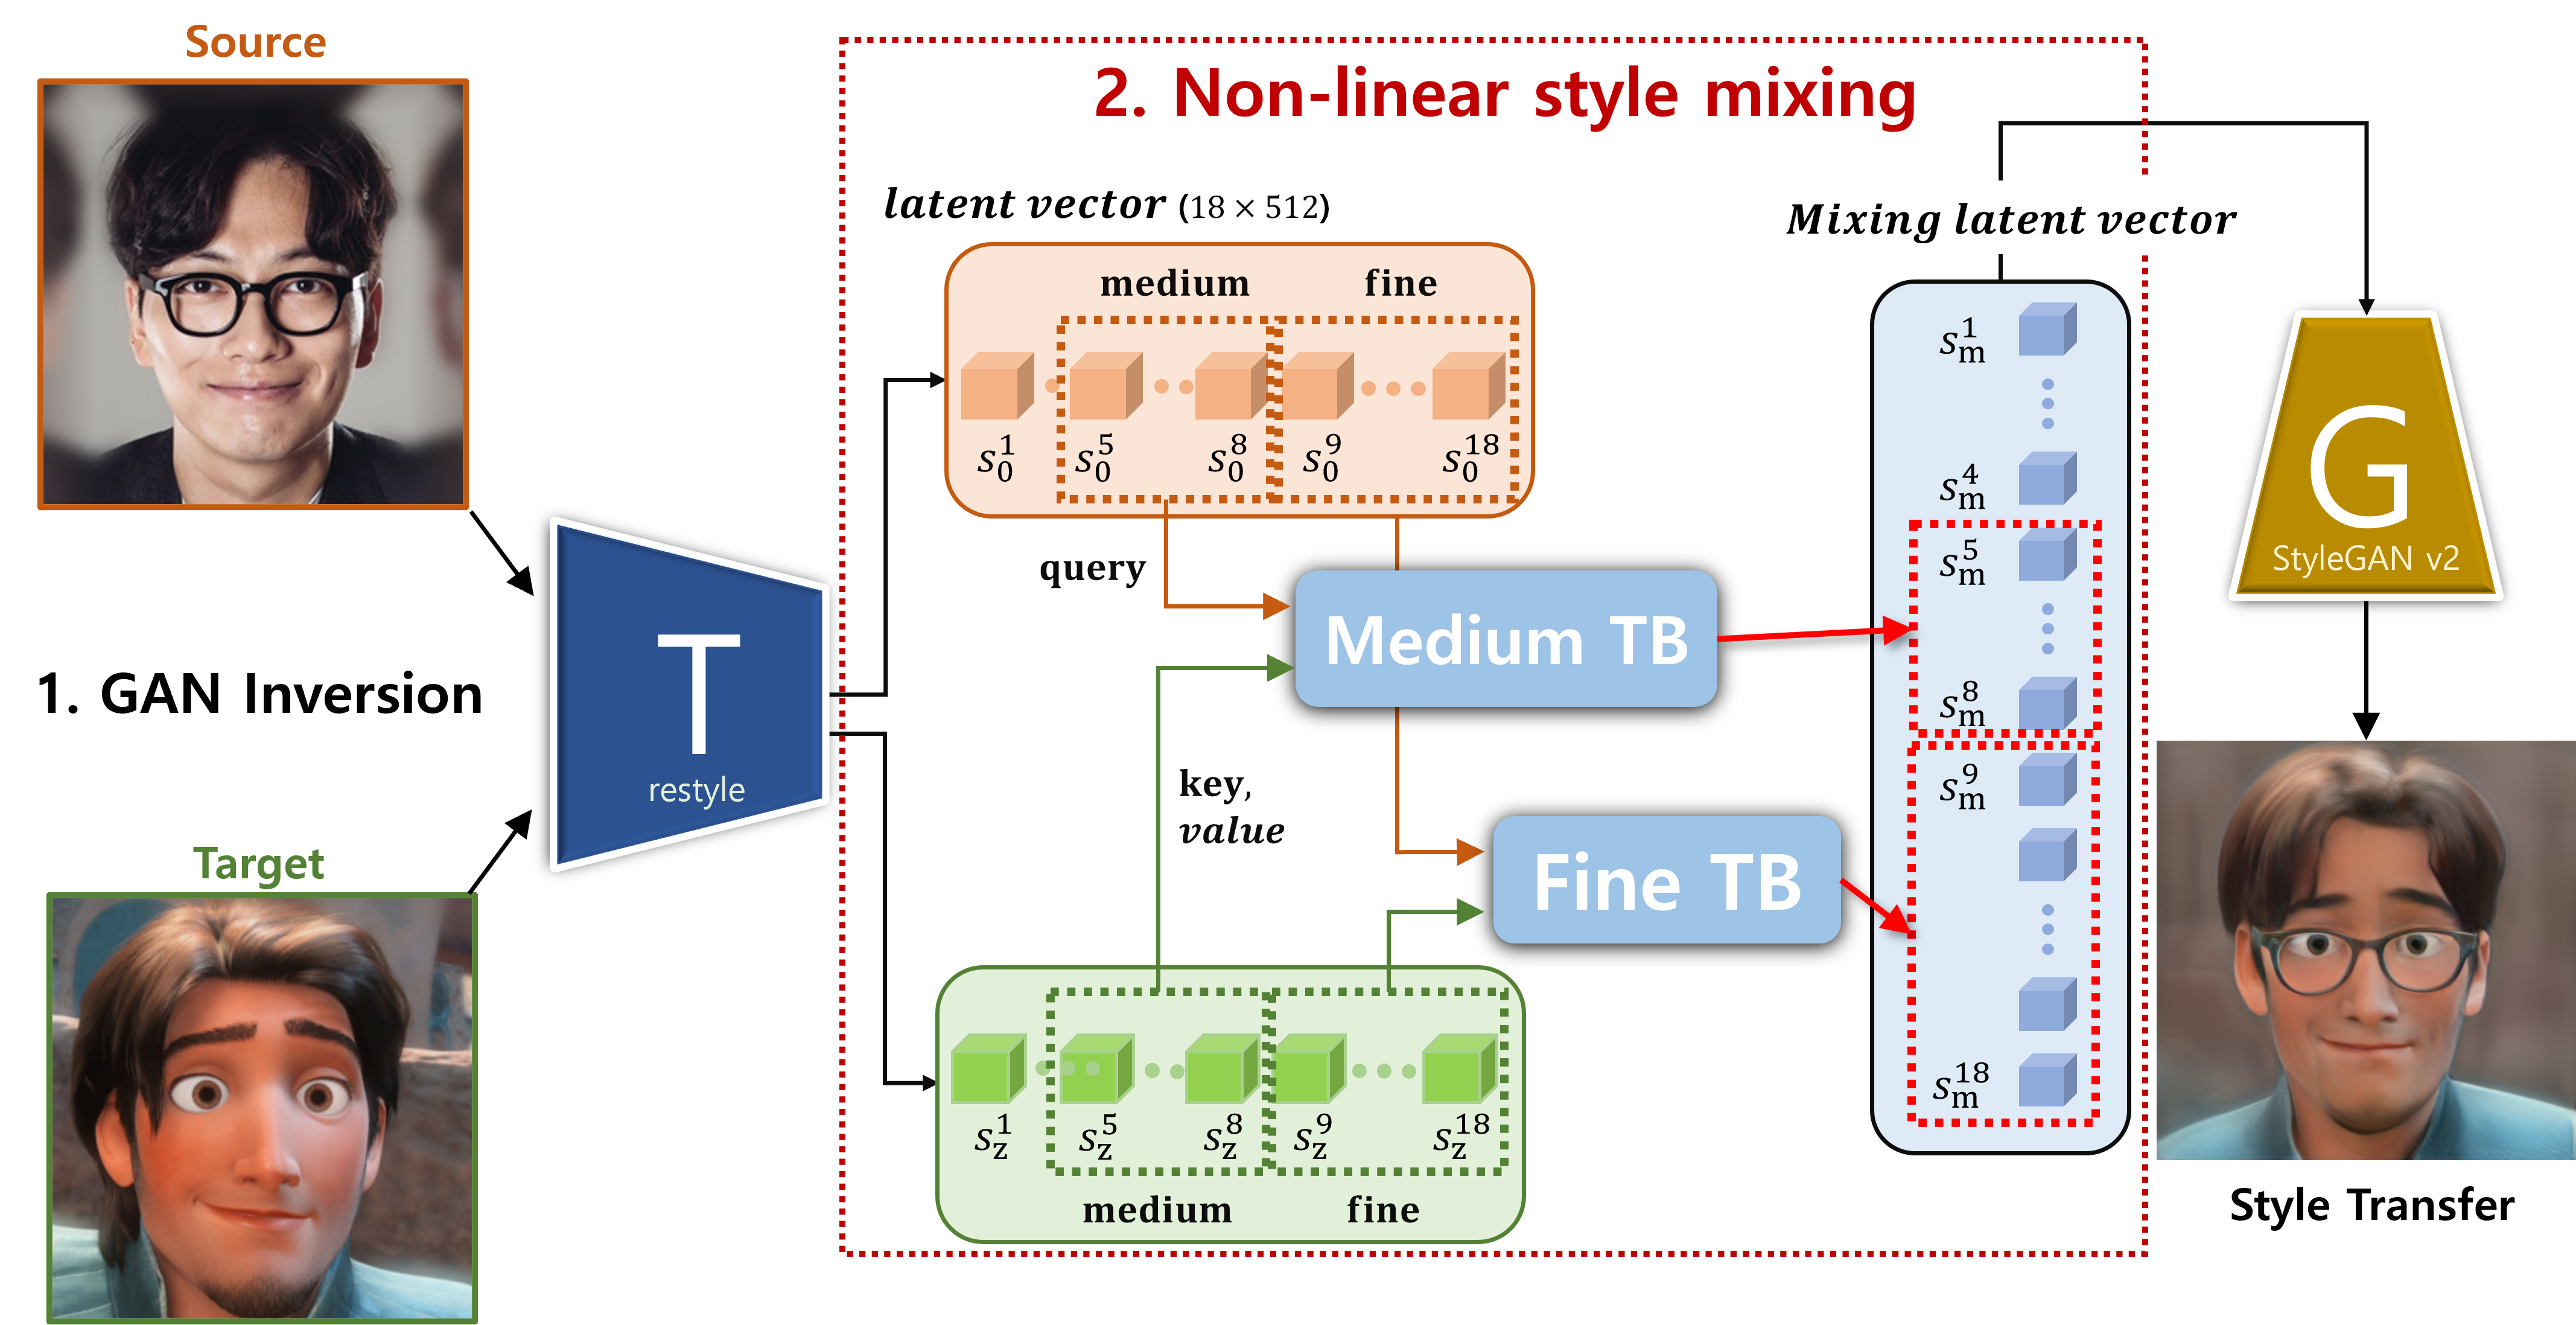 Source
2. Non-linear style mixing
latent vector (18 × 512)
Mixing latent vector
medium fine
s_0^1 s_0^5 s_0^8 s_0^9 s_0^18
query
key,
value
Medium TB
Fine TB
1. GAN Inversion
T
restyle
Target
s_z^1 s_z^5 s_z^8 s_z^9 s_z^18
medium fine
s_m^1
s_m^4
s_m^5
s_m^8
s_m^9
s_m^18
G
StyleGAN v2
Style Transfer